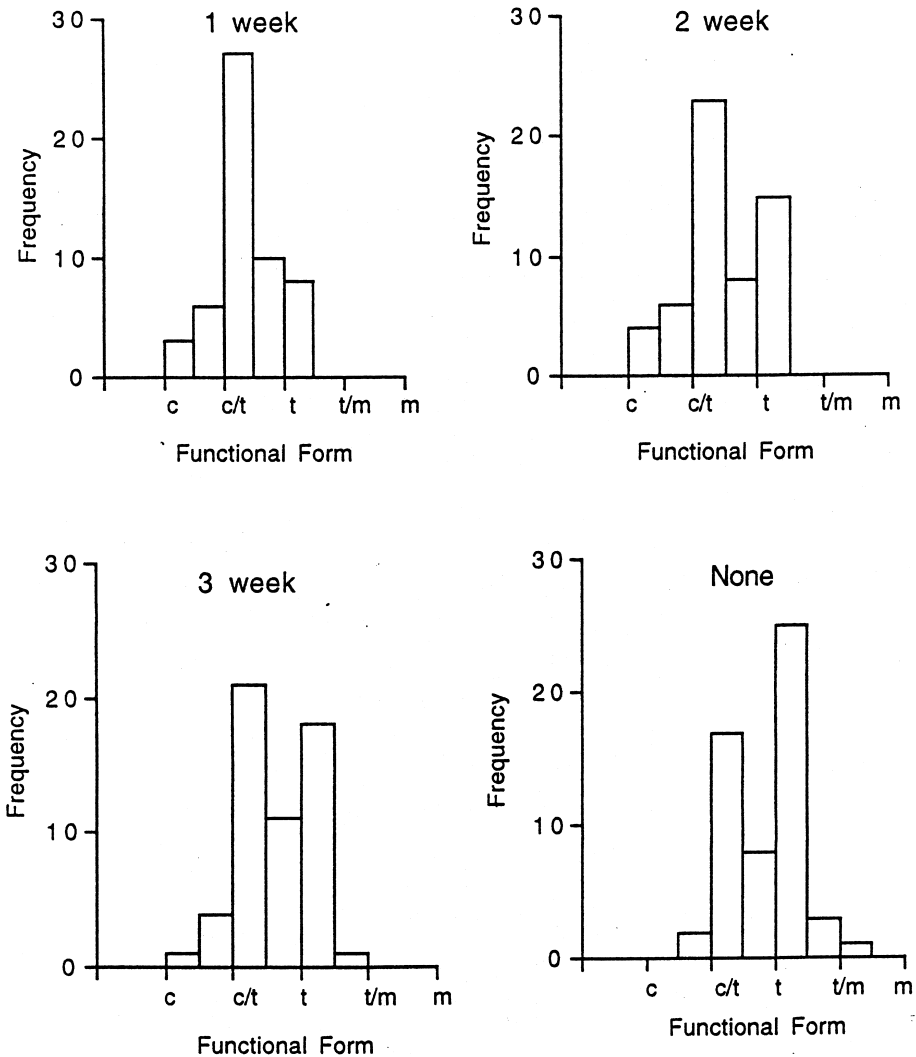 1 week
30
20
10
0
Frequency
c c/t t t/m m
Functional Form
2 week
30
20
10
0
Frequency
c c/t t t/m m
Functional Form
3 week
30
20
10
0
Frequency
c c/t t t/m m
Functional Form
None
30
20
10
0
Frequency
c c/t t t/m m
Functional Form